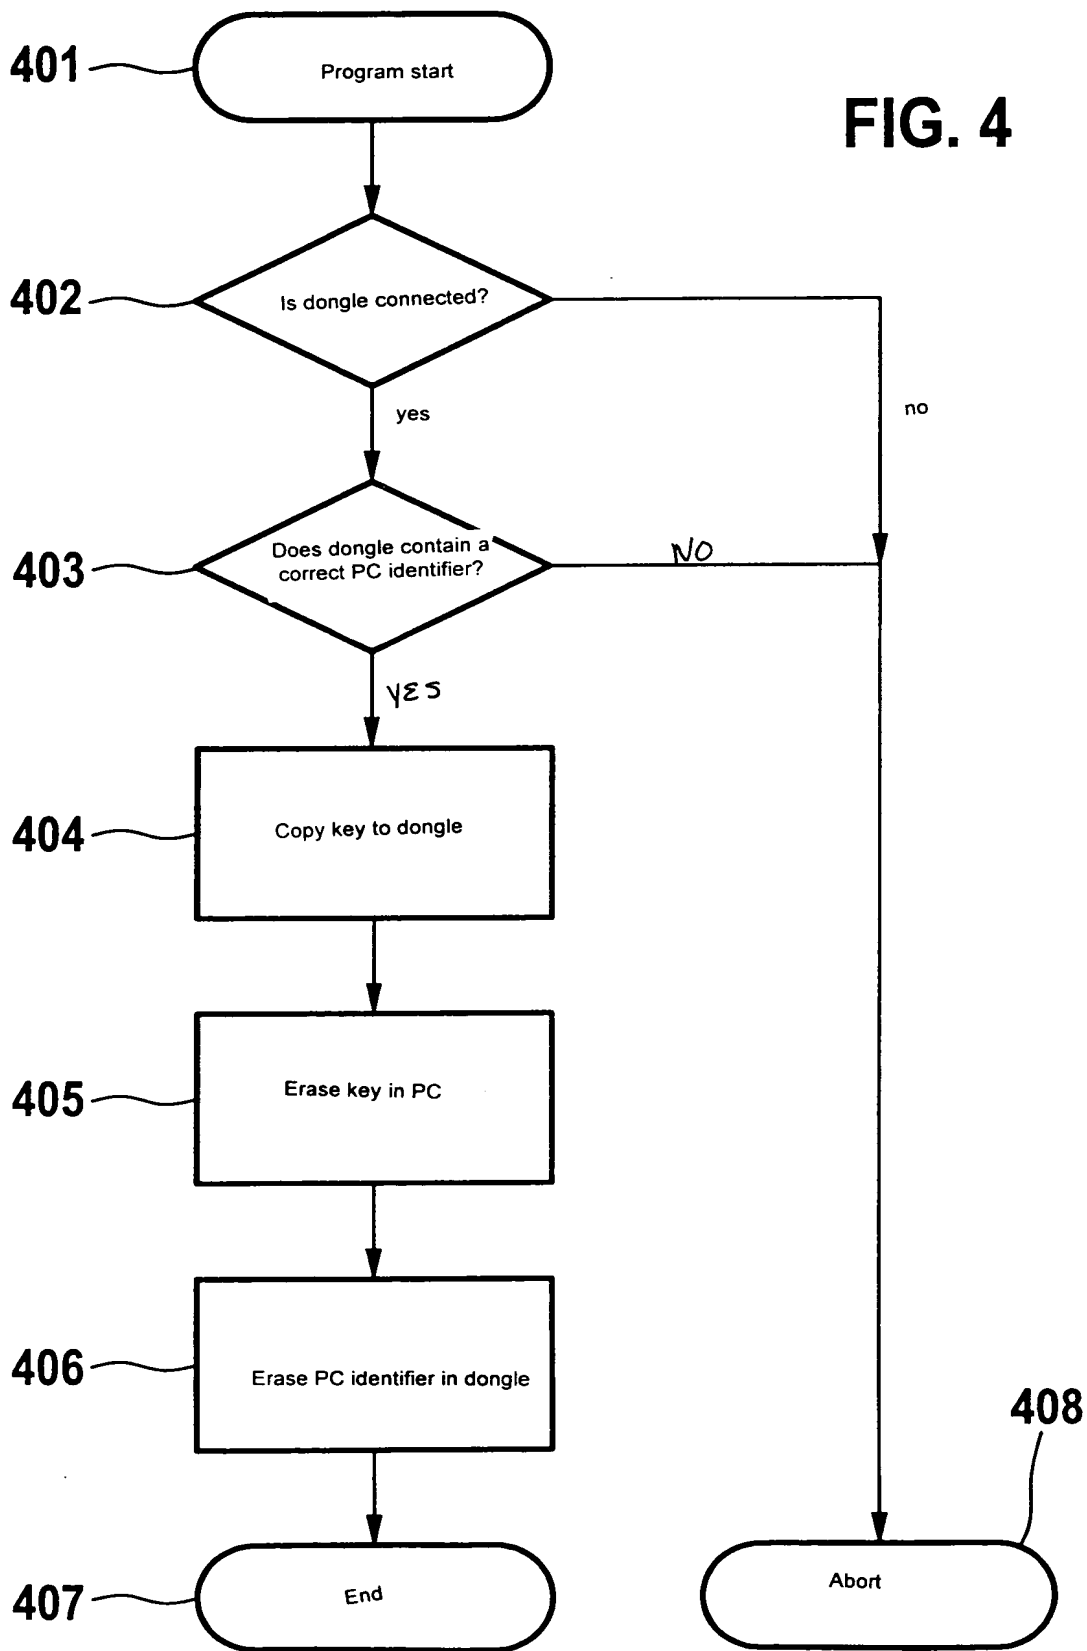 401
Program start
FIG. 4
402
Is dongle connected?
yes
no
403
Does dongle contain a
correct PC identifier?
NO
YES
404
Copy key to dongle
405
Erase key in PC
406
Erase PC identifier in dongle
408
407
End
Abort